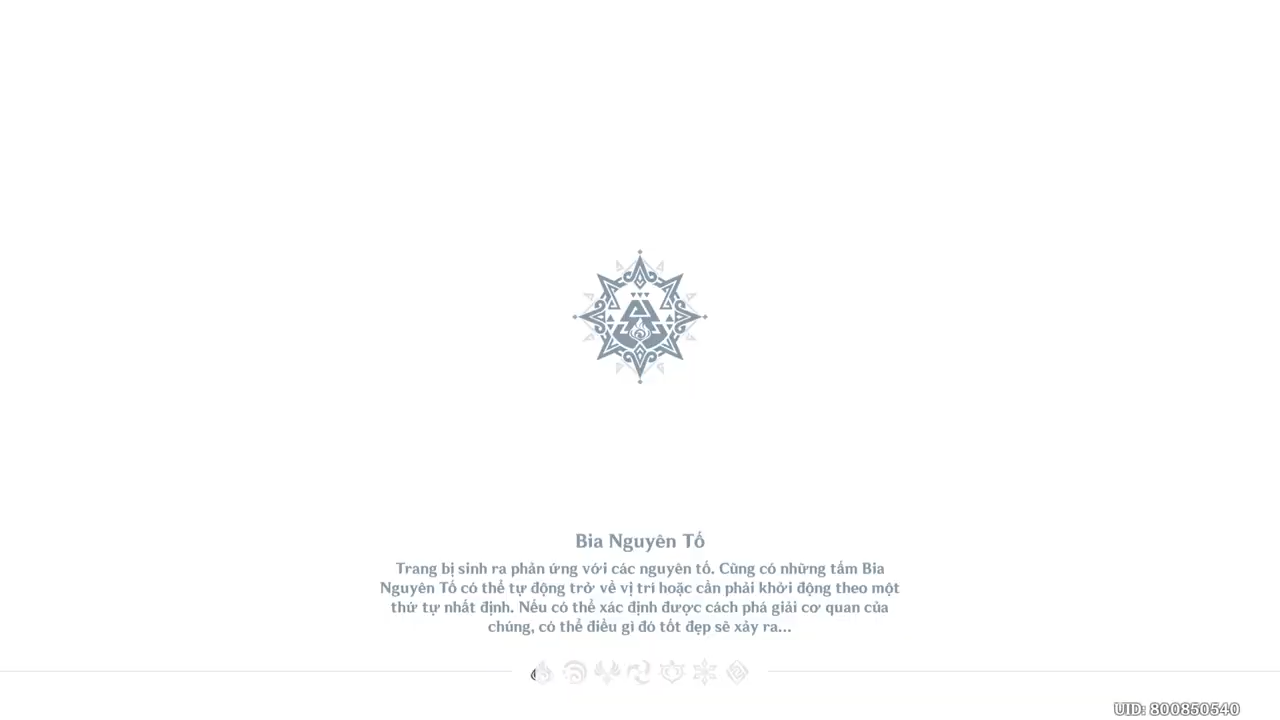 Bia Nguyên Tố
Trang bị sinh ra phản ứng với các nguyên tố. Cũng có những tấm Bia
Nguyên Tố có thể tự động trở về vị trí hoặc cần phải khởi động theo một
thứ tự nhất định. Nếu có thể xác định được cách phá giải cơ quan của
chúng, có thể điều gì đó tốt đẹp sẽ xảy ra...
UID: 800850540